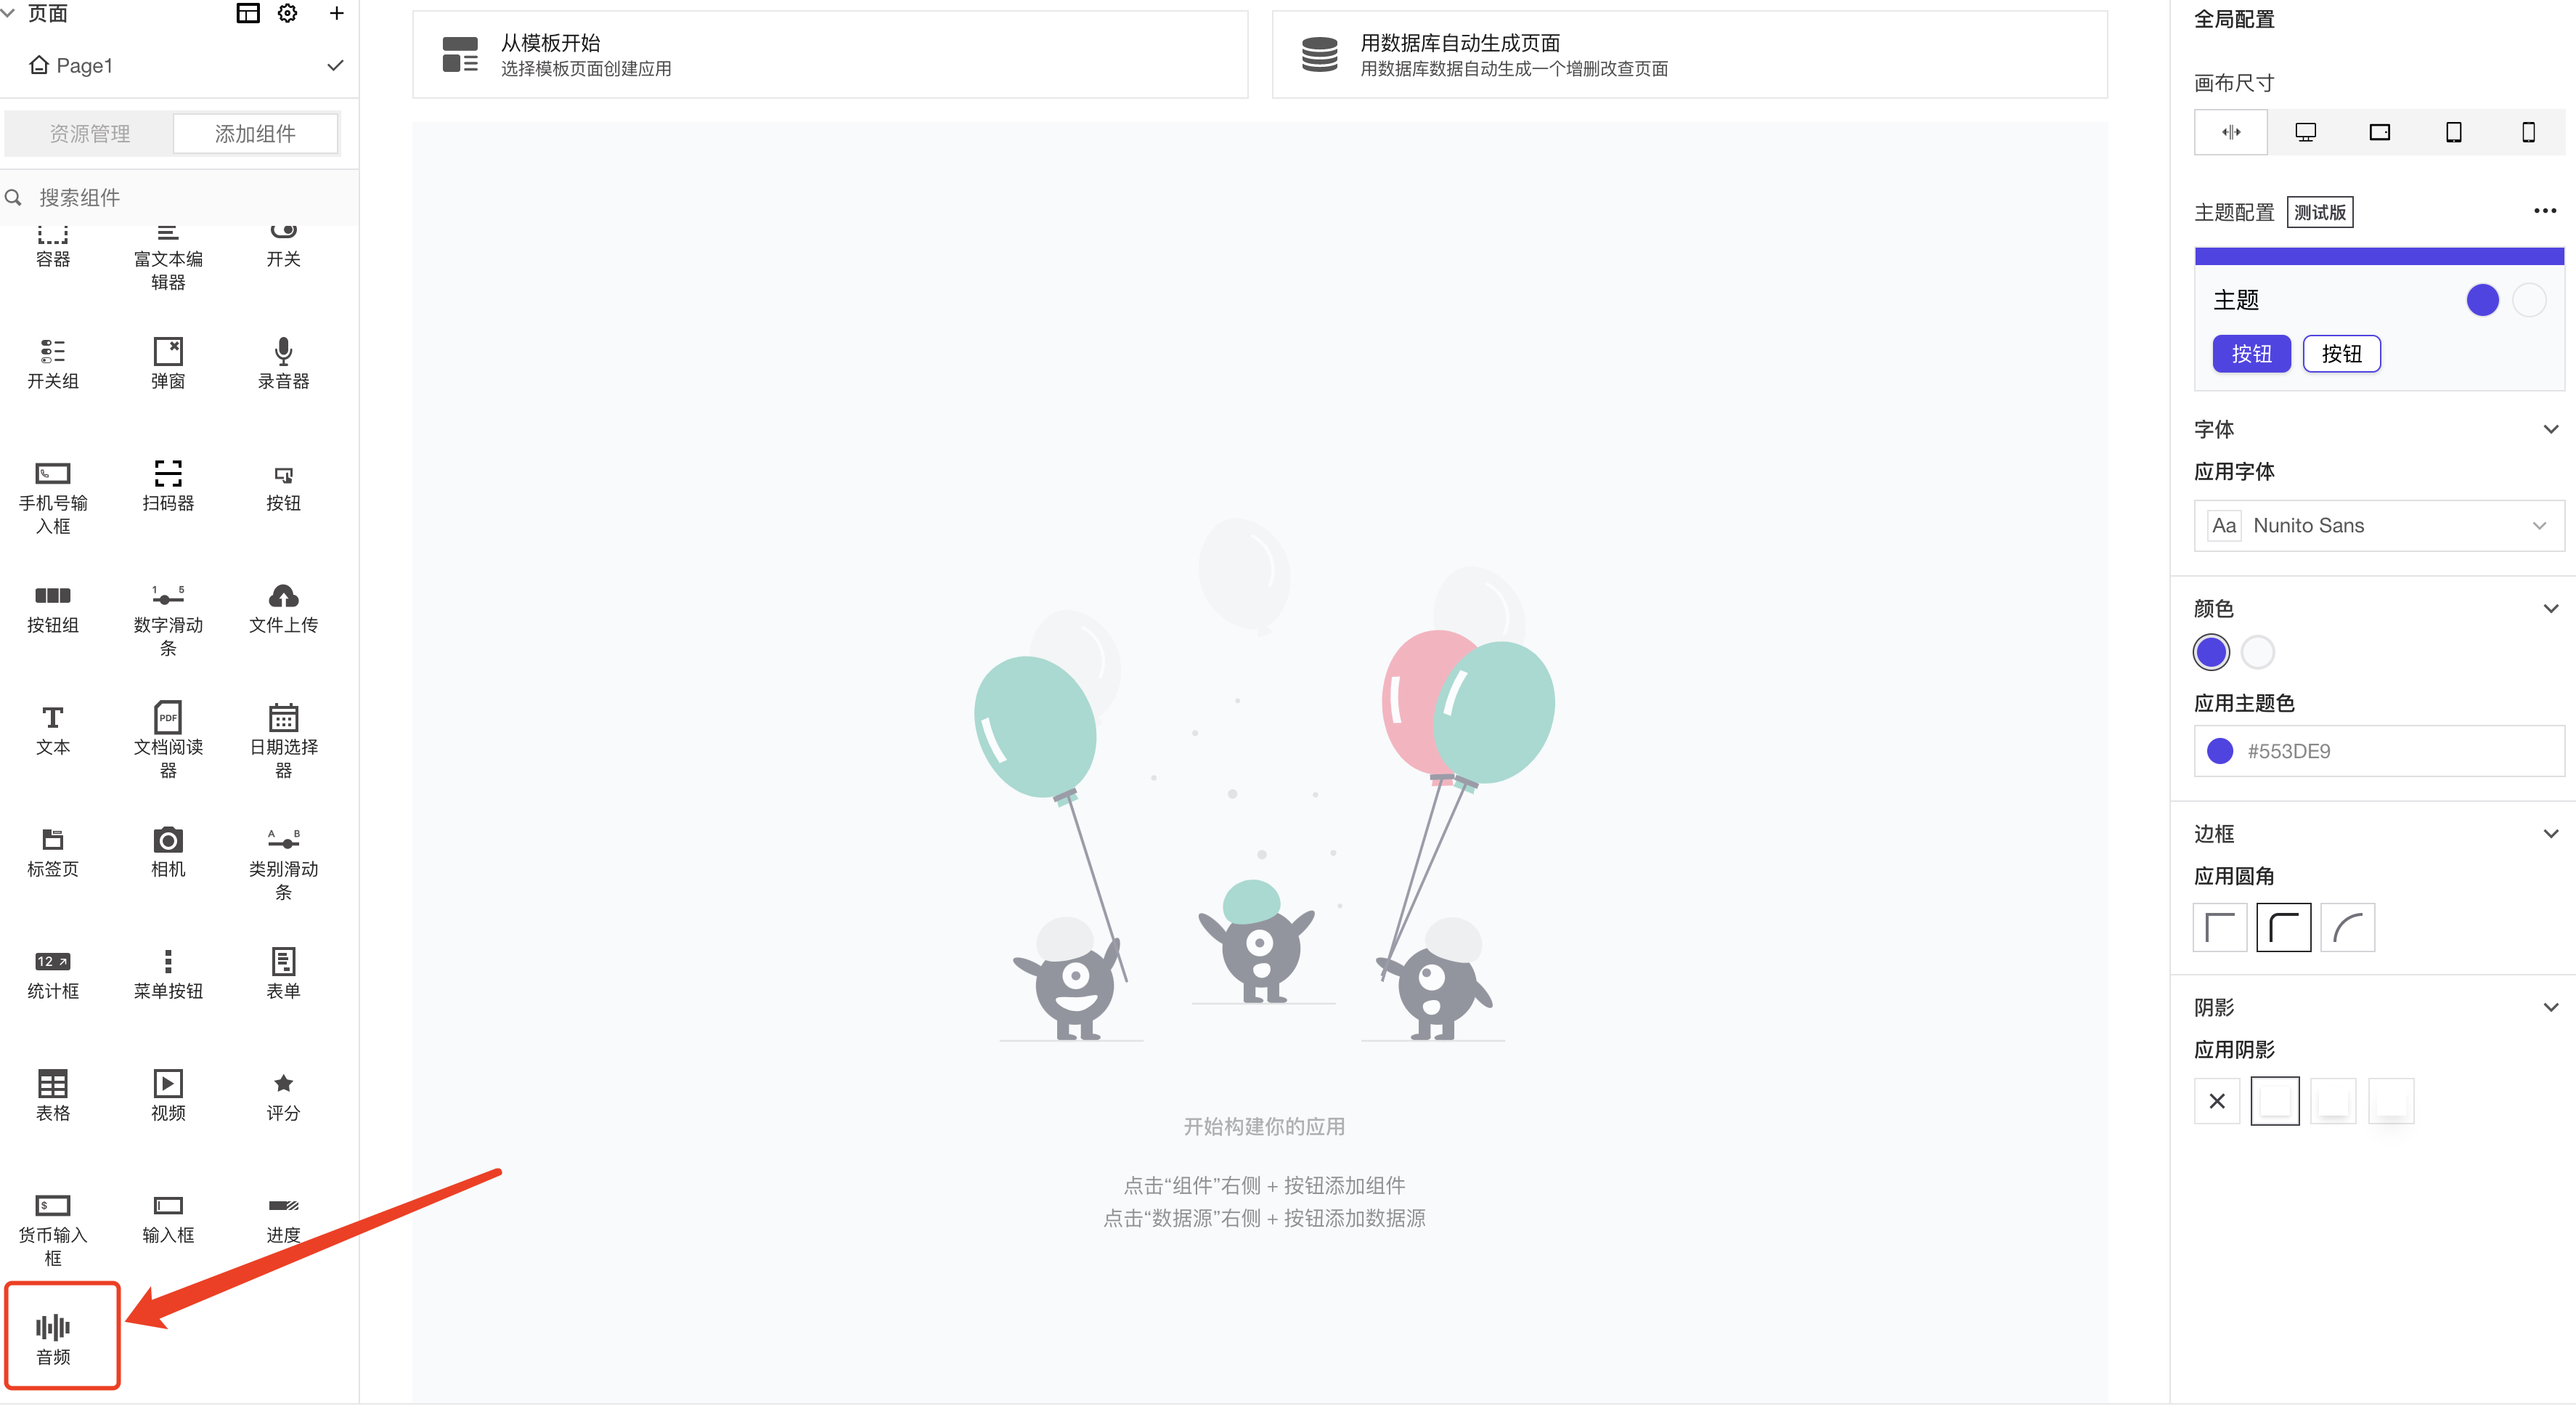 页面
Page1
资源管理
添加组件
搜索组件
容器
富文本编
辑器
开关
开关组
弹窗
录音器
手机号输
入框
扫码器
按钮
按钮组
1 5
数字滑动
条
文件上传
文本
PDF
文档阅读
器
日期选择
器
标签页
相机
A B
类别滑动
条
12
统计框
菜单按钮
表单
表格
视频
评分
$
货币输入
框
输入框
进度
音频
从模板开始
选择模板页面创建应用
用数据库自动生成页面
用数据库数据自动生成一个增删改查页面
开始构建你的应用
点击“组件”右侧 + 按钮添加组件
点击“数据源”右侧 + 按钮添加数据源
全局配置
画布尺寸
主题配置 测试版
主题
按钮 按钮
字体
应用字体
Aa Nunito Sans
颜色
应用主题色
#553DE9
边框
应用圆角
阴影
应用阴影